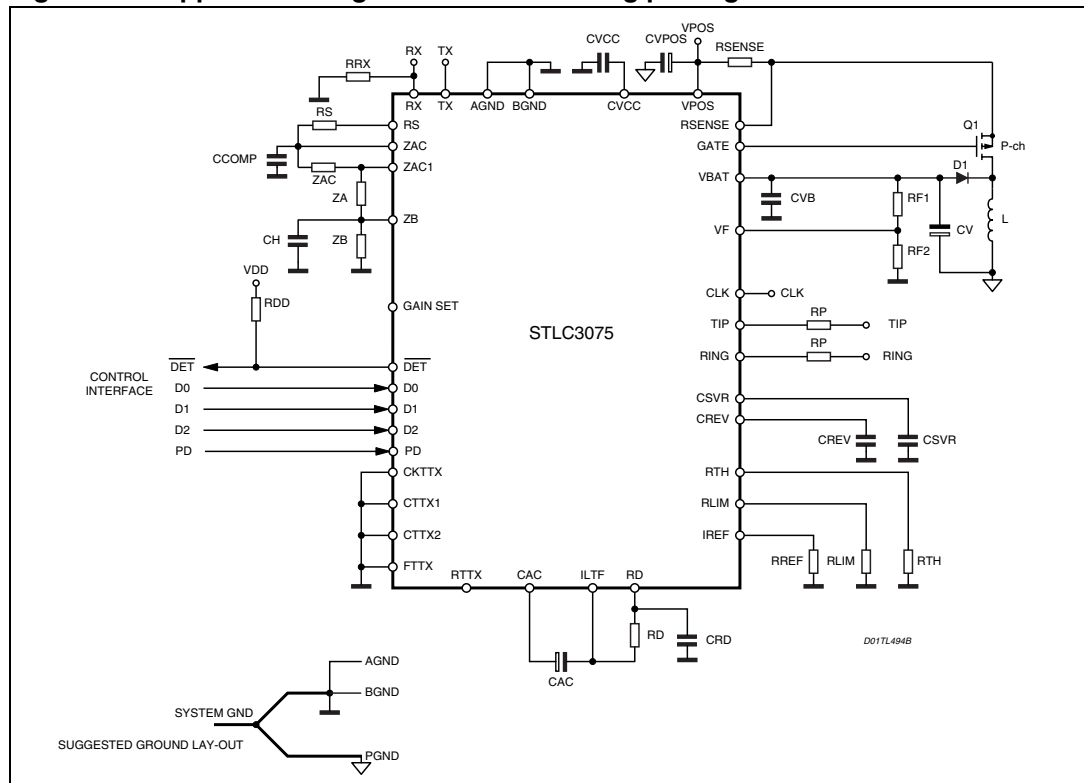 RX TX
CVCC CVPOS VPOS
RSENSE
RRX
RX TX AGND BGND CVCC VPOS
RS
RS
RSENSE
Q1
CCOMP
ZAC
GATE
P-ch
ZAC
ZAC1
VBAT
D1
ZA
CVB
RF1
CH
ZB
ZB
VF
CV
L
RF2
VDD
RDD
GAIN SET
CLK
CLK
STLC3075
TIP
RP
TIP
RING
RP
RING
DET
DET
CONTROL
INTERFACE
D0
D0
D1
D1
D2
D2
PD
PD
CSVR
CREV
CREV
CSVR
CKTTX
RTH
CTTX1
RLIM
CTTX2
IREF
FTTX
RREF
RLIM
RTH
RTTX
CAC
ILTF
RD
RD
CRD
CAC
D01TL494B
AGND
BGND
SYSTEM GND
SUGGESTED GROUND LAY-OUT
PGND